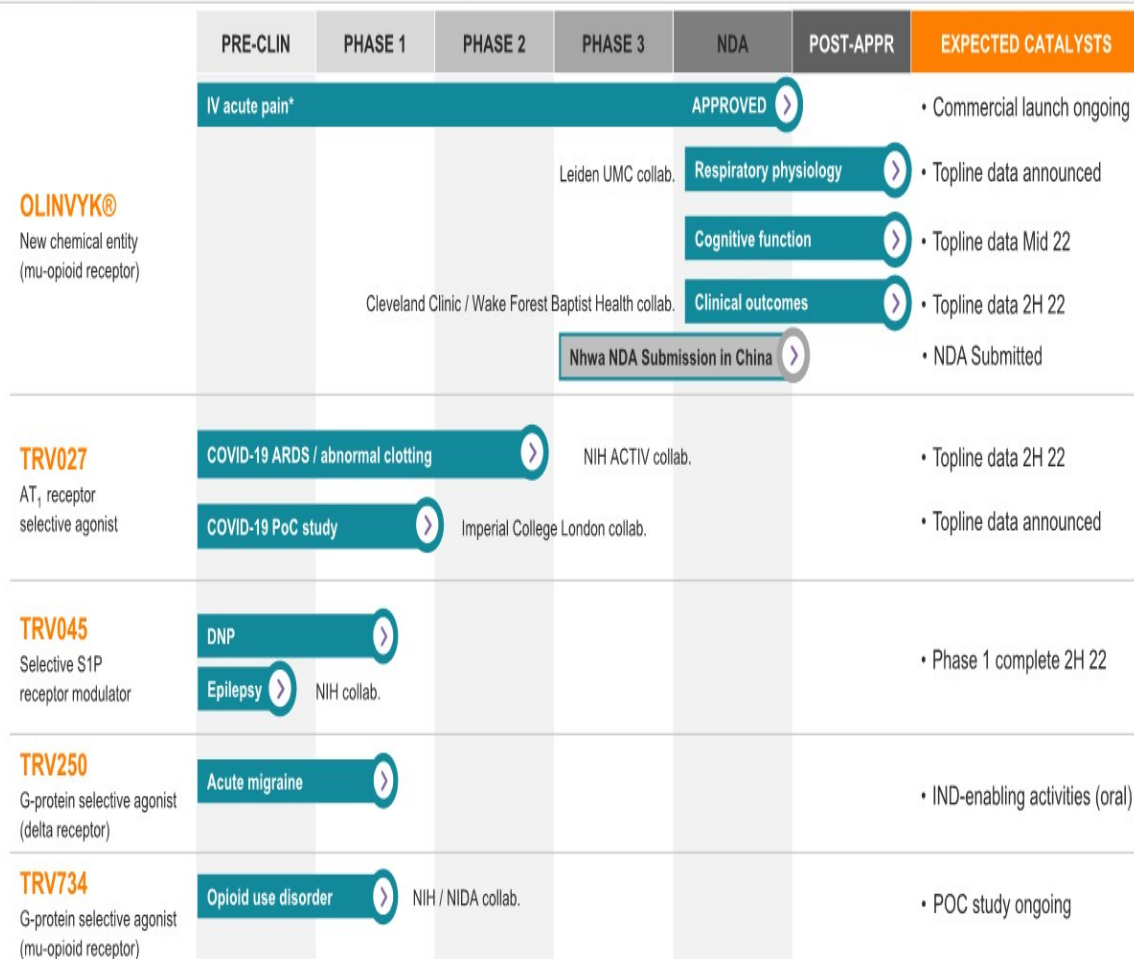 PRE-CLIN PHASE 1 PHASE 2 PHASE 3 NDA POST-APPR EXPECTED CATALYSTS
OLINVYK®
New chemical entity
(mu-opioid receptor)
IV acute pain* APPROVED • Commercial launch ongoing
Leiden UMC collab. Respiratory physiology • Topline data announced
Cognitive function • Topline data Mid 22
Cleveland Clinic / Wake Forest Baptist Health collab. Clinical outcomes • Topline data 2H 22
Nhwa NDA Submission in China • NDA Submitted
TRV027
AT₁ receptor
selective agonist
COVID-19 ARDS / abnormal clotting NIH ACTIV collab. • Topline data 2H 22
COVID-19 PoC study Imperial College London collab. • Topline data announced
TRV045
Selective S1P
receptor modulator
DNP
Epilepsy NIH collab.
• Phase 1 complete 2H 22
TRV250
G-protein selective agonist
(delta receptor)
Acute migraine • IND-enabling activities (oral)
TRV734
G-protein selective agonist
(mu-opioid receptor)
Opioid use disorder NIH / NIDA collab. • POC study ongoing